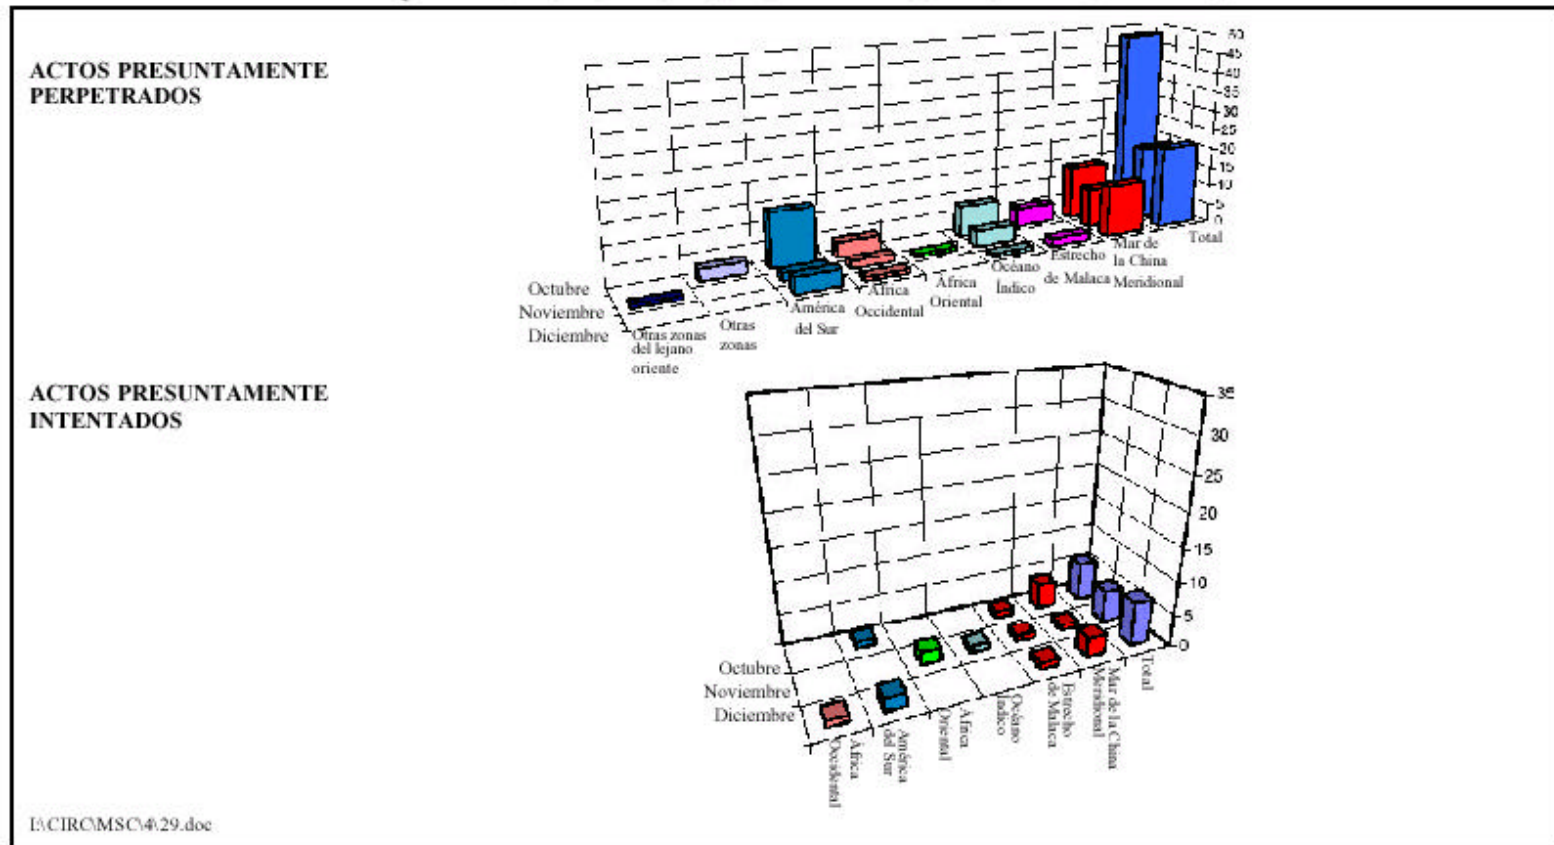 ACTOS PRESUNTAMENTE
PERPETRADOS
50
45
40
35
30
25
20
15
10
5
0
Octubre
Noviembre
Diciembre
Otras zonas
del lejano
oriente
Otras
zonas
América
del Sur
África
Occidental
África
Oriental
Océano
Índico
Estrecho
de Malaca
Mar de
la China
Meridional
Total
ACTOS PRESUNTAMENTE
INTENTADOS
35
30
25
20
15
10
5
0
Octubre
Noviembre
Diciembre
África
Occidental
América
del Sur
África
Oriental
Océano
Índico
Estrecho
de Malaca
Mar de la China
Meridional
Total
I:\CIRC\MSC\4\29.doc